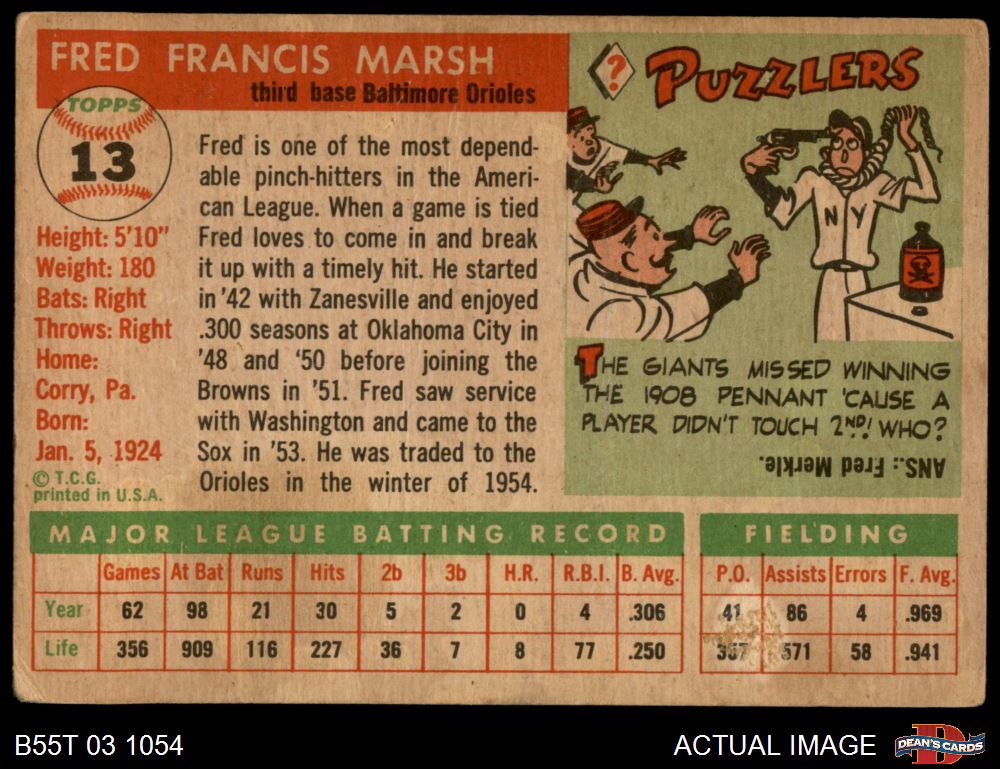 FRED FRANCIS MARSH
third base Baltimore Orioles
TOPPS
13
Height: 5'10"
Weight: 180
Bats: Right
Throws: Right
Home:
Corry, Pa.
Born:
Jan. 5, 1924
© T.C.G.
printed in U.S.A.
Fred is one of the most depend-
able pinch-hitters in the Ameri-
can League. When a game is tied
Fred loves to come in and break
it up with a timely hit. He started
in '42 with Zanesville and enjoyed
.300 seasons at Oklahoma City in
'48 and '50 before joining the
Browns in '51. Fred saw service
with Washington and came to the
Sox in '53. He was traded to the
Orioles in the winter of 1954.
?
PUZZLERS
NY
THE GIANTS MISSED WINNING
THE 1908 PENNANT 'CAUSE A
PLAYER DIDN'T TOUCH 2ND! WHO?
ANS.: Fred Merkle.
MAJOR LEAGUE BATTING RECORD
Games At Bat Runs Hits 2b 3b H.R. R.B.I. B. Avg.
Year 62 98 21 30 5 2 0 4 .306
Life 356 909 116 227 36 7 8 77 .250
FIELDING
P.O. Assists Errors F. Avg.
41 86 4 .969
357 571 58 .941
B55T 03 1054
ACTUAL IMAGE
D
DEAN'S CARDS